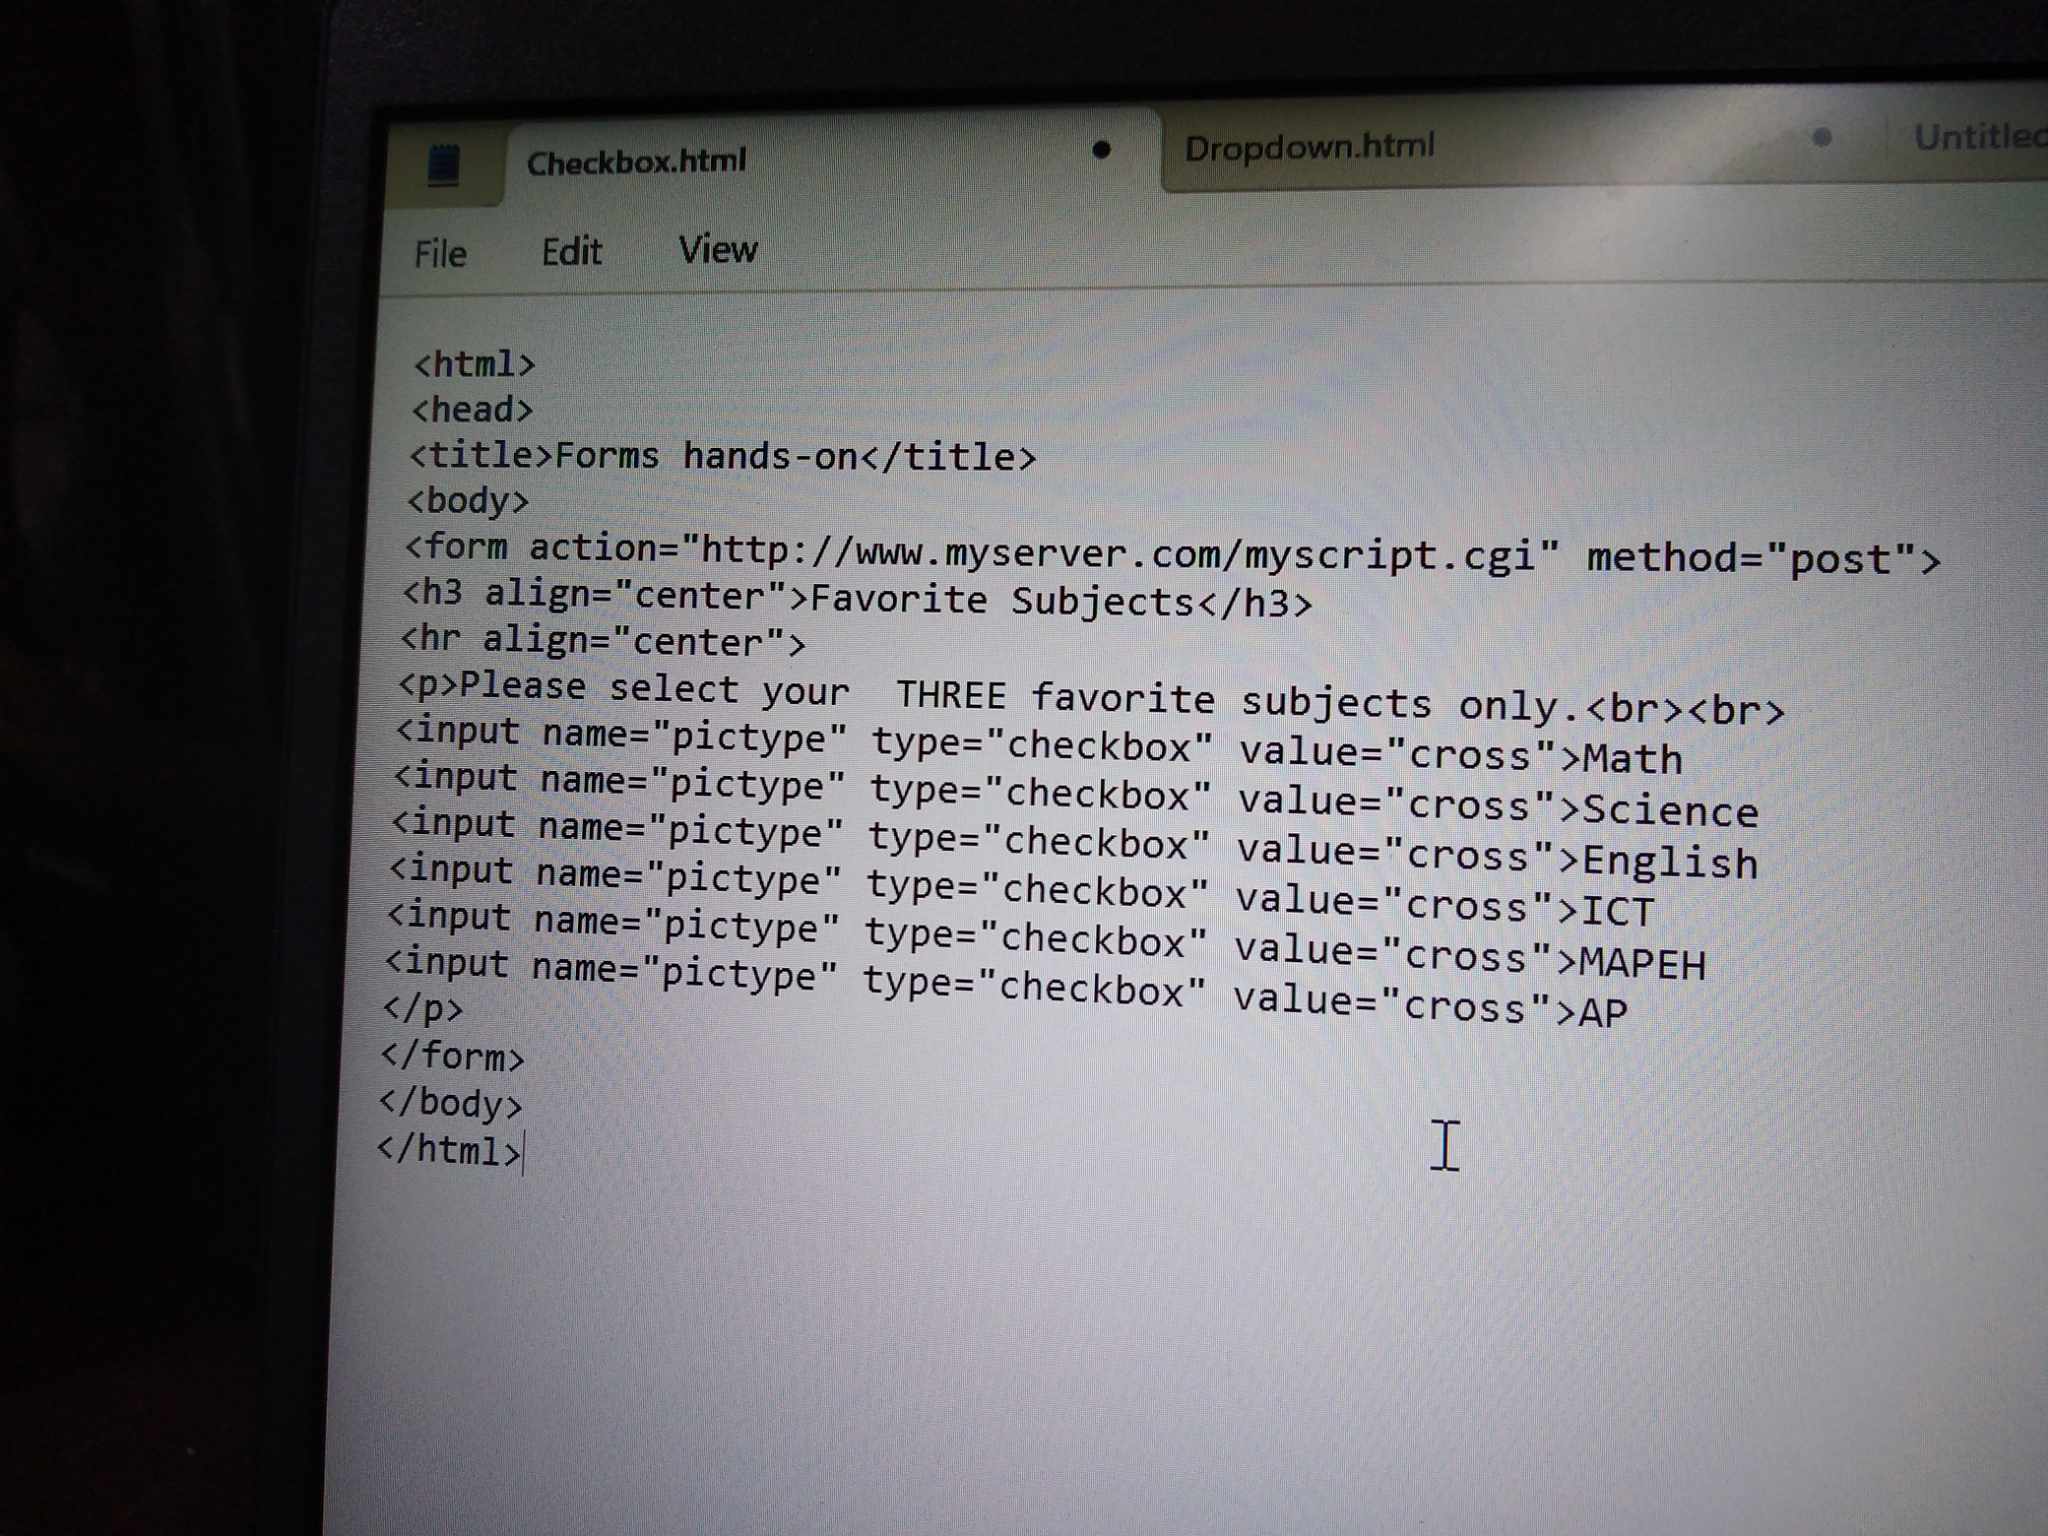 Checkbox.html Dropdown.html Untitled
File Edit View
<html>
<head>
<title>Forms hands-on</title>
<body>
<form action="http://www.myserver.com/myscript.cgi" method="post">
<h3 align="center">Favorite Subjects</h3>
<hr align="center">
<p>Please select your  THREE favorite subjects only.<br><br>
<input name="pictype" type="checkbox" value="cross">Math
<input name="pictype" type="checkbox" value="cross">Science
<input name="pictype" type="checkbox" value="cross">English
<input name="pictype" type="checkbox" value="cross">ICT
<input name="pictype" type="checkbox" value="cross">MAPEH
<input name="pictype" type="checkbox" value="cross">AP
</p>
</form>
</body>
</html>